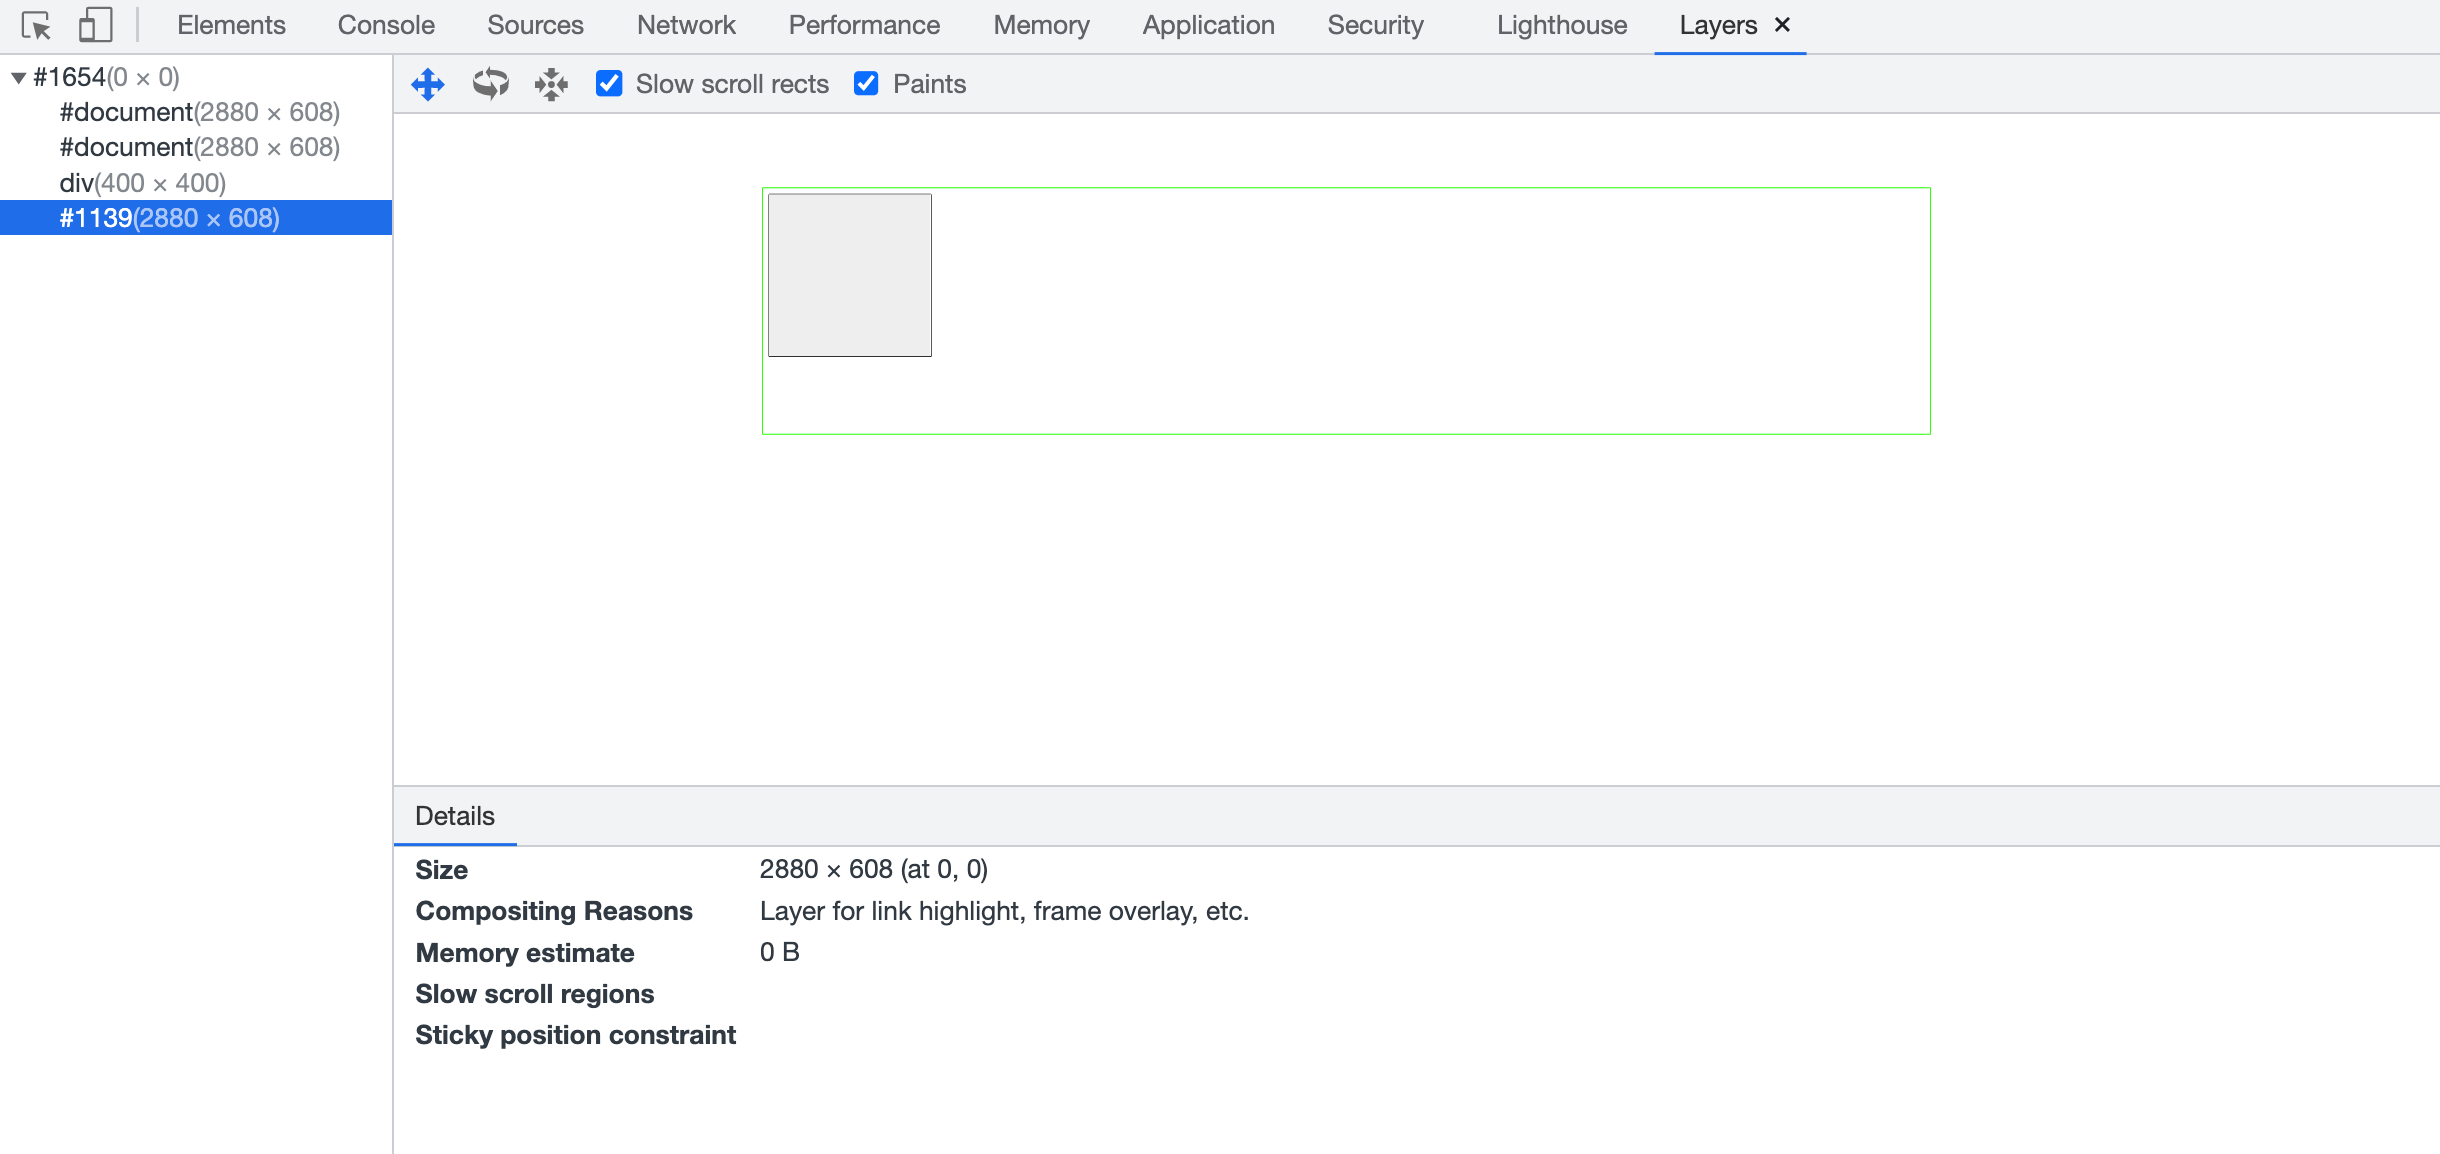 Elements Console Sources Network Performance Memory Application Security Lighthouse Layers ✕
#1654(0 × 0)
#document(2880 × 608)
#document(2880 × 608)
div(400 × 400)
#1139(2880 × 608)
Slow scroll rects Paints
Details
Size 2880 × 608 (at 0, 0)
Compositing Reasons Layer for link highlight, frame overlay, etc.
Memory estimate 0 B
Slow scroll regions
Sticky position constraint